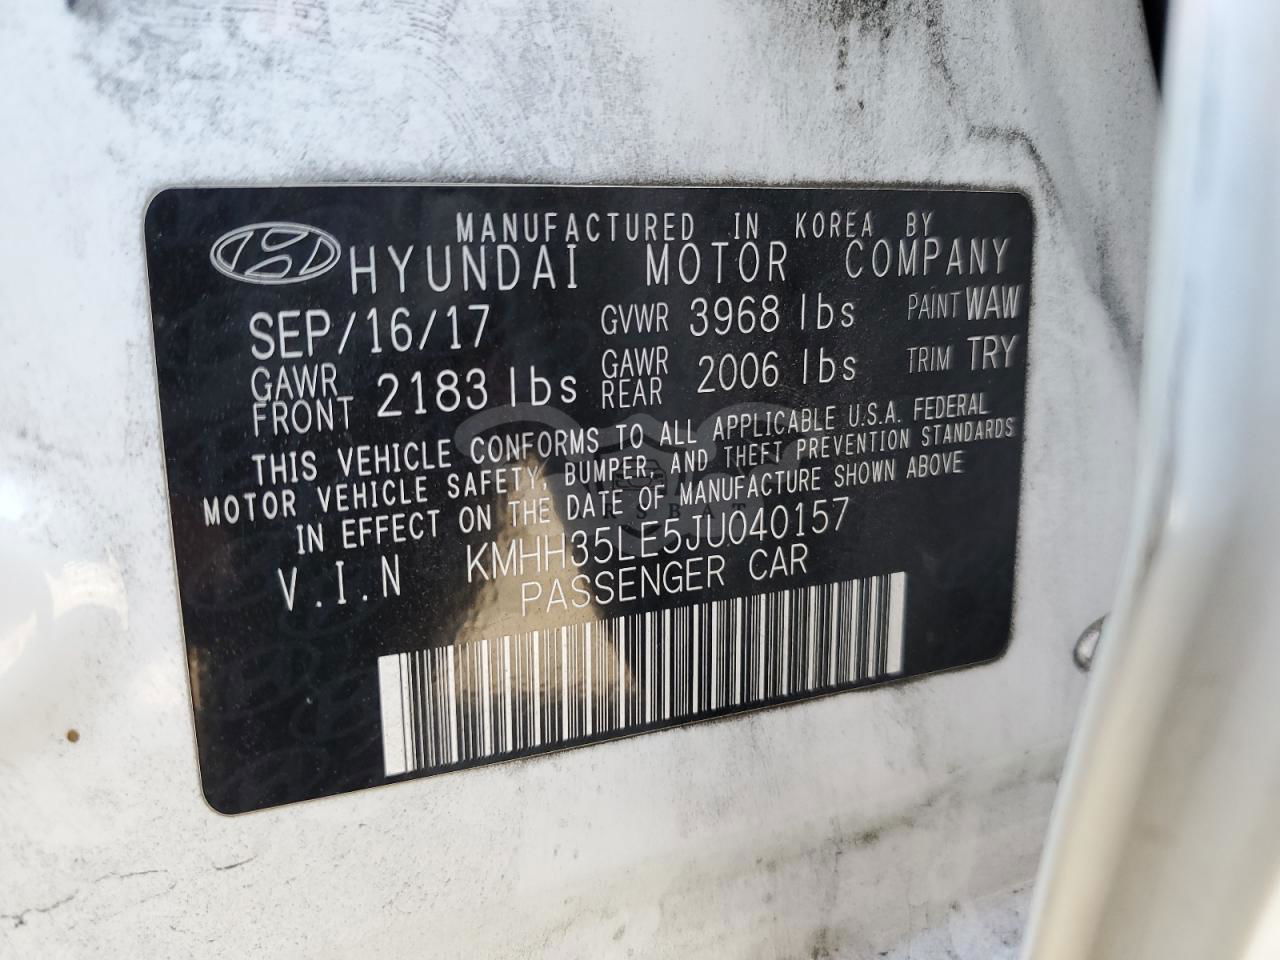 MANUFACTURED IN KOREA BY
HYUNDAI MOTOR COMPANY
SEP/16/17 GVWR 3968 lbs PAINT WAW
GAWR FRONT 2183 lbs GAWR REAR 2006 lbs TRIM TRY
THIS VEHICLE CONFORMS TO ALL APPLICABLE U.S.A. FEDERAL
MOTOR VEHICLE SAFETY, BUMPER, AND THEFT PREVENTION STANDARDS
IN EFFECT ON THE DATE OF MANUFACTURE SHOWN ABOVE
V.I.N KMHH35LE5JU040157
PASSENGER CAR